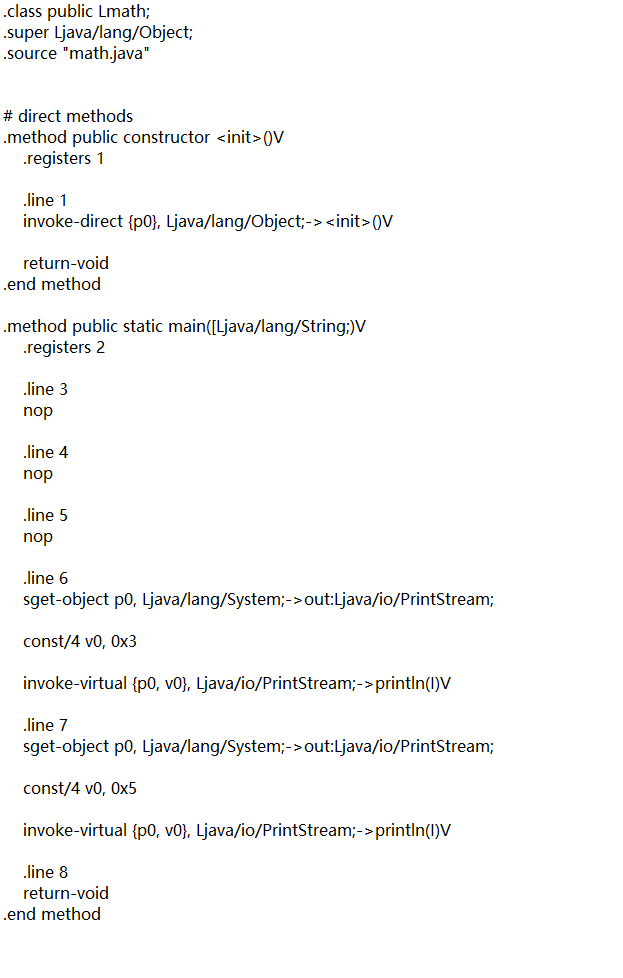 .class public Lmath;
.super Ljava/lang/Object;
.source "math.java"
# direct methods
.method public constructor <init>()V
.registers 1
.line 1
invoke-direct {p0}, Ljava/lang/Object;-><init>()V
return-void
.end method
.method public static main([Ljava/lang/String;)V
.registers 2
.line 3
nop
.line 4
nop
.line 5
nop
.line 6
sget-object p0, Ljava/lang/System;->out:Ljava/io/PrintStream;
const/4 v0, 0x3
invoke-virtual {p0, v0}, Ljava/io/PrintStream;->println(I)V
.line 7
sget-object p0, Ljava/lang/System;->out:Ljava/io/PrintStream;
const/4 v0, 0x5
invoke-virtual {p0, v0}, Ljava/io/PrintStream;->println(I)V
.line 8
return-void
.end method